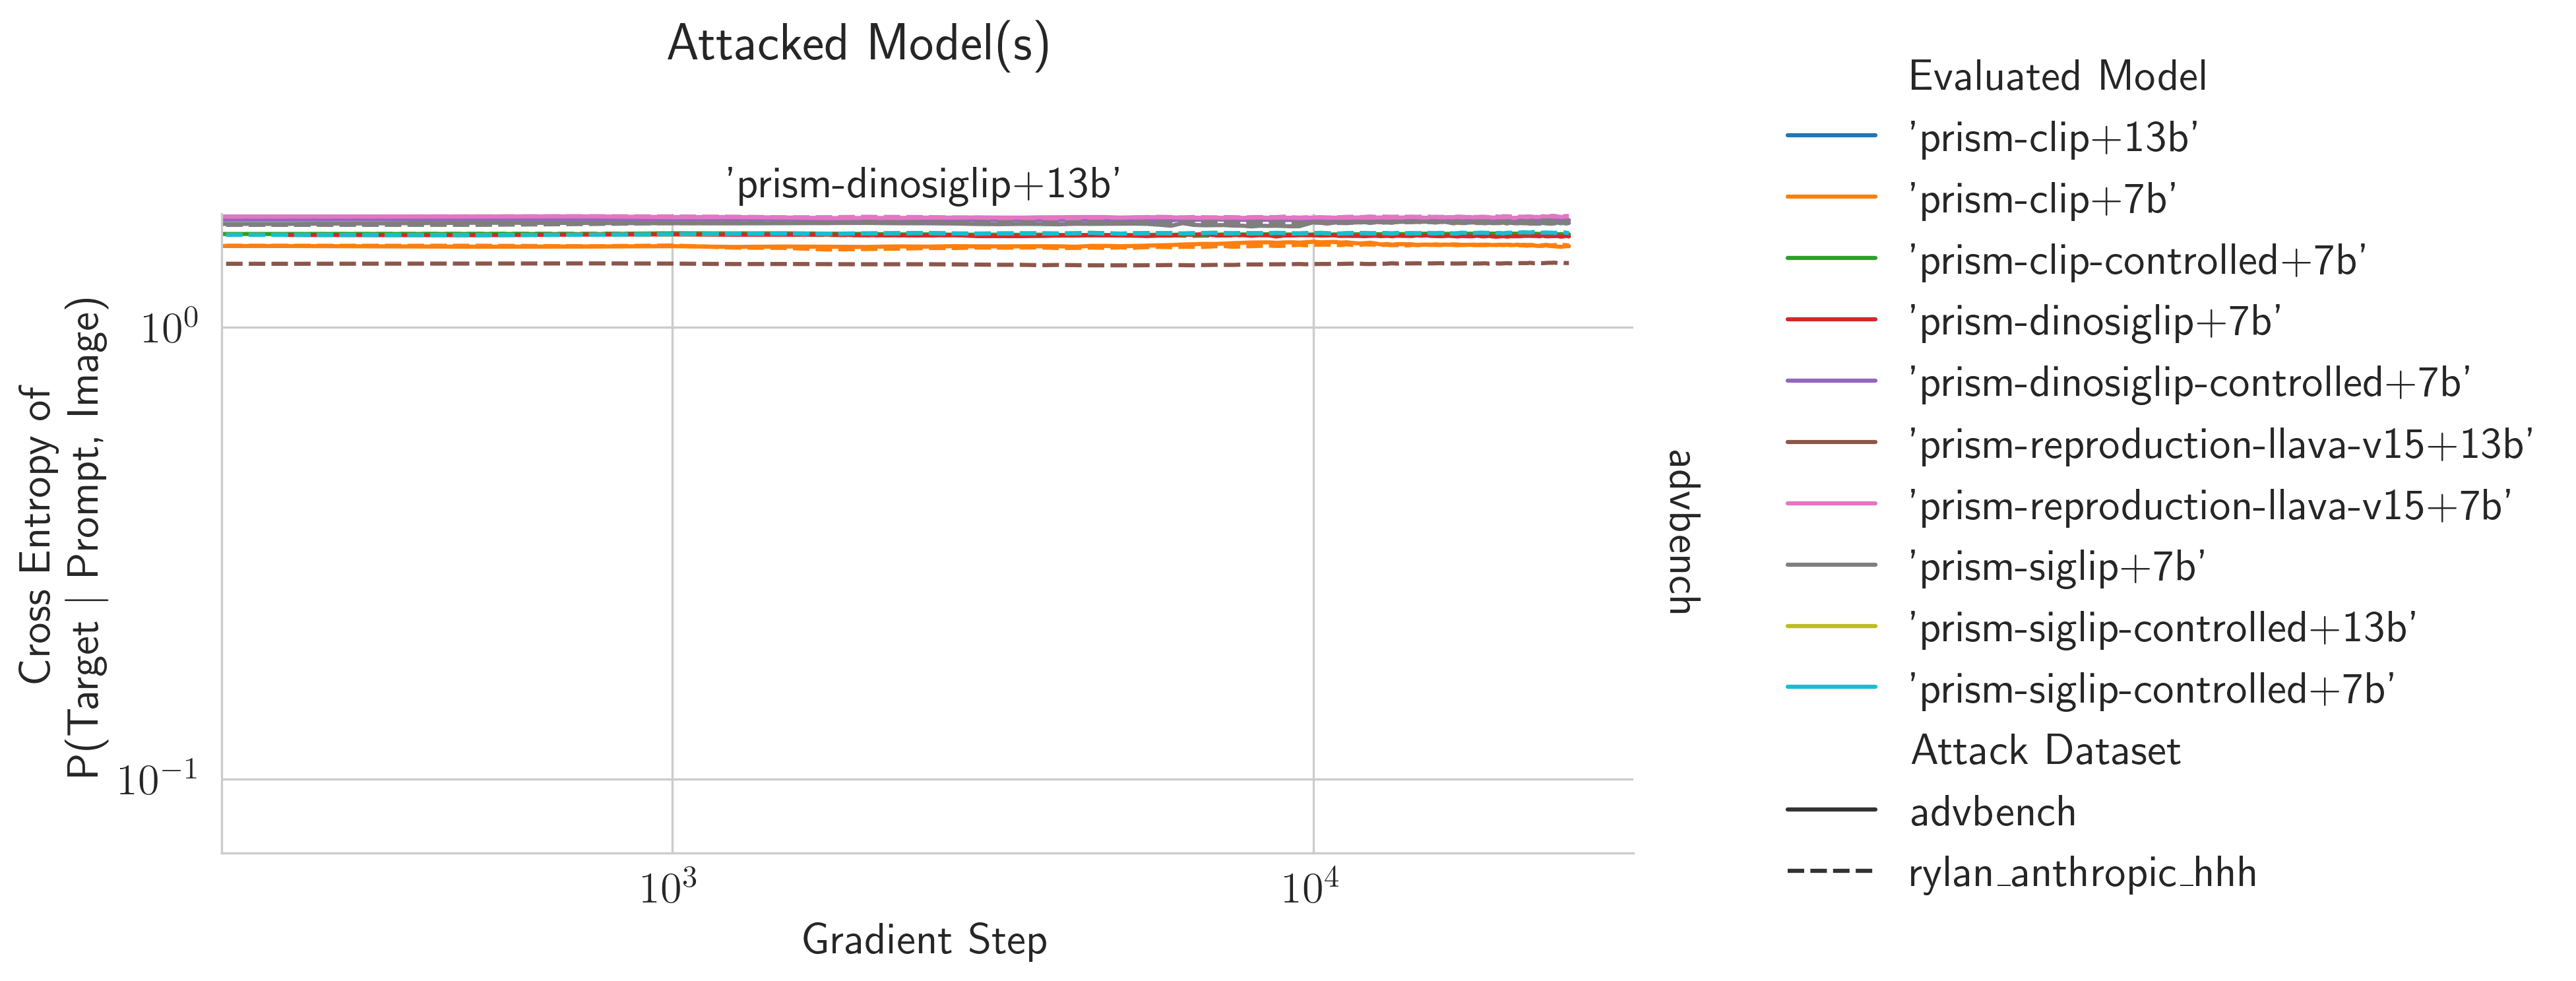 Attacked Model(s)
'prism-dinosiglip+13b'
Cross Entropy of
P(Target | Prompt, Image)
10^0
10^-1
10^3
10^4
Gradient Step
advbench
Evaluated Model
'prism-clip+13b'
'prism-clip+7b'
'prism-clip-controlled+7b'
'prism-dinosiglip+7b'
'prism-dinosiglip-controlled+7b'
'prism-reproduction-llava-v15+13b'
'prism-reproduction-llava-v15+7b'
'prism-siglip+7b'
'prism-siglip-controlled+13b'
'prism-siglip-controlled+7b'
Attack Dataset
advbench
rylan_anthropic_hhh